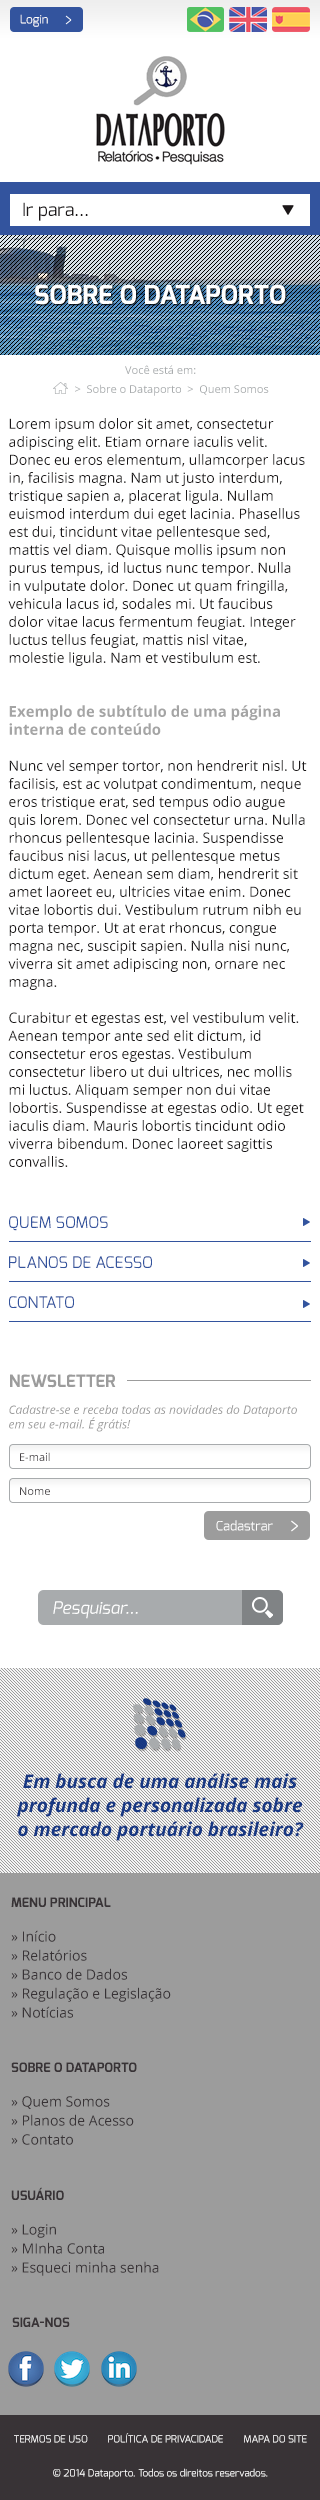 Login >
DATAPORTO
Relatórios • Pesquisas
Ir para...
SOBRE O DATAPORTO
Você está em:
> Sobre o Dataporto > Quem Somos
Lorem ipsum dolor sit amet, consectetur
adipiscing elit. Etiam ornare iaculis velit.
Donec eu eros elementum, ullamcorper lacus
in, facilisis magna. Nam ut justo interdum,
tristique sapien a, placerat ligula. Nullam
euismod interdum dui eget lacinia. Phasellus
est dui, tincidunt vitae pellentesque sed,
mattis vel diam. Quisque mollis ipsum non
purus tempus, id luctus nunc tempor. Nulla
in vulputate dolor. Donec ut quam fringilla,
vehicula lacus id, sodales mi. Ut faucibus
dolor vitae lacus fermentum feugiat. Integer
luctus tellus feugiat, mattis nisl vitae,
molestie ligula. Nam et vestibulum est.
Exemplo de subtítulo de uma página
interna de conteúdo
Nunc vel semper tortor, non hendrerit nisl. Ut
facilisis, est ac volutpat condimentum, neque
eros tristique erat, sed tempus odio augue
quis lorem. Donec vel consectetur urna. Nulla
rhoncus pellentesque lacinia. Suspendisse
faucibus nisi lacus, ut pellentesque metus
dictum eget. Aenean sem diam, hendrerit sit
amet laoreet eu, ultricies vitae enim. Donec
vitae lobortis dui. Vestibulum rutrum nibh eu
porta tempor. Ut at erat rhoncus, congue
magna nec, suscipit sapien. Nulla nisi nunc,
viverra sit amet adipiscing non, ornare nec
magna.
Curabitur et egestas est, vel vestibulum velit.
Aenean tempor ante sed elit dictum, id
consectetur eros egestas. Vestibulum
consectetur libero ut dui ultrices, nec mollis
mi luctus. Aliquam semper non dui vitae
lobortis. Suspendisse at egestas odio. Ut eget
iaculis diam. Mauris lobortis tincidunt odio
viverra bibendum. Donec laoreet sagittis
convallis.
QUEM SOMOS
PLANOS DE ACESSO
CONTATO
NEWSLETTER
Cadastre-se e receba todas as novidades do Dataporto
em seu e-mail. É grátis!
E-mail
Nome
Cadastrar >
Pesquisar...
Em busca de uma análise mais
profunda e personalizada sobre
o mercado portuário brasileiro?
MENU PRINCIPAL
» Início
» Relatórios
» Banco de Dados
» Regulação e Legislação
» Notícias
SOBRE O DATAPORTO
» Quem Somos
» Planos de Acesso
» Contato
USUÁRIO
» Login
» MInha Conta
» Esqueci minha senha
SIGA-NOS
f in
TERMOS DE USO POLÍTICA DE PRIVACIDADE MAPA DO SITE
© 2014 Dataporto. Todos os direitos reservados.